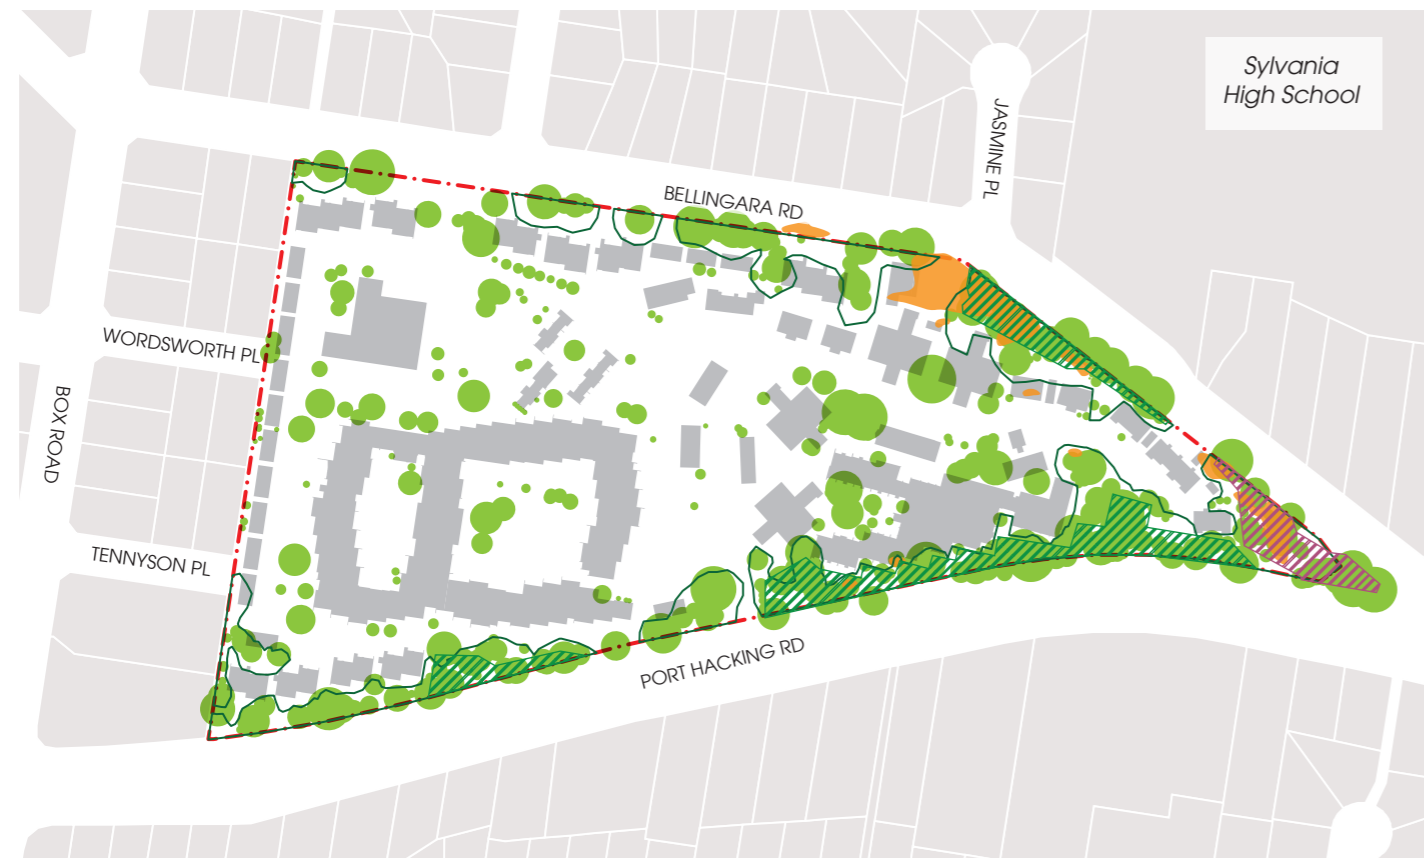 Sylvania
High School
JASMINE PL
BELLINGARA RD
WORDSWORTH PL
BOX ROAD
TENNYSON PL
PORT HACKING RD